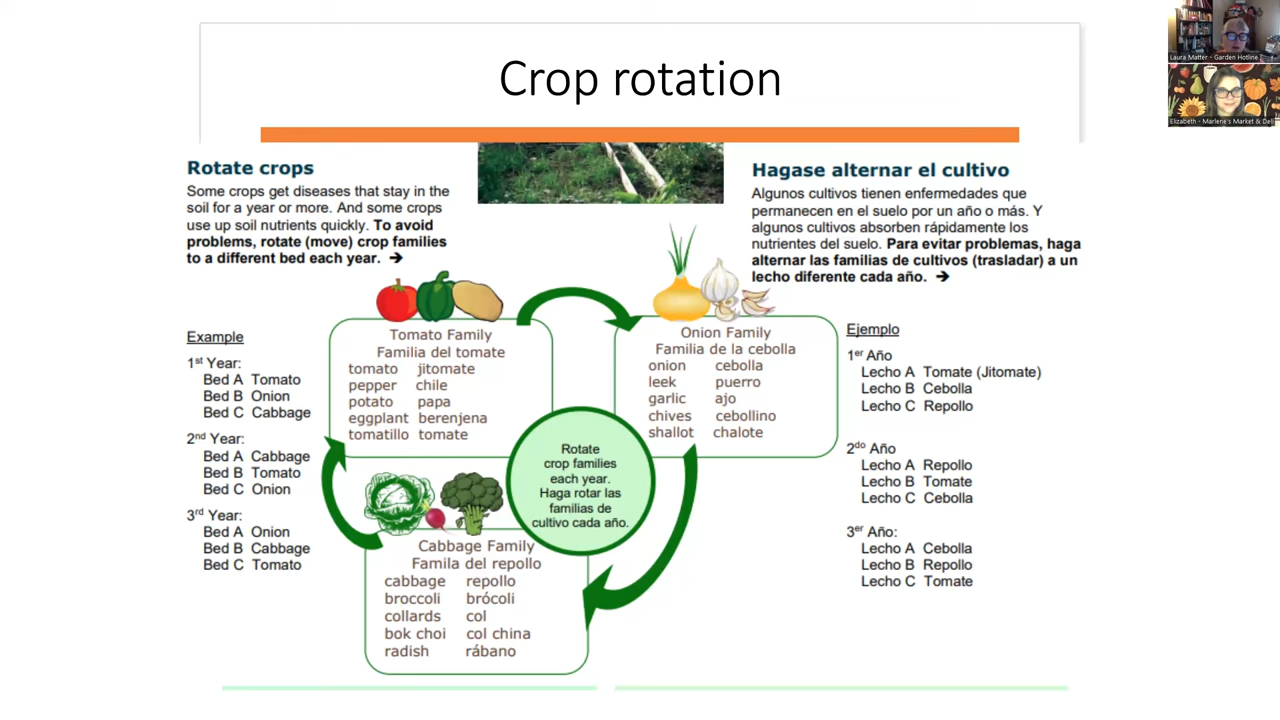 Crop rotation
Rotate crops
Some crops get diseases that stay in the
soil for a year or more. And some crops
use up soil nutrients quickly. To avoid
problems, rotate (move) crop families
to a different bed each year. ➔
Hagase alternar el cultivo
Algunos cultivos tienen enfermedades que
permanecen en el suelo por un año o más. Y
algunos cultivos absorben rápidamente los
nutrientes del suelo. Para evitar problemas, haga
alternar las familias de cultivos (trasladar) a un
lecho diferente cada año. ➔
Example
1st Year:
Bed A Tomato
Bed B Onion
Bed C Cabbage
2nd Year:
Bed A Cabbage
Bed B Tomato
Bed C Onion
3rd Year:
Bed A Onion
Bed B Cabbage
Bed C Tomato
Tomato Family
Familia del tomate
tomato jitomate
pepper chile
potato papa
eggplant berenjena
tomatillo tomate
Onion Family
Familia de la cebolla
onion cebolla
leek puerro
garlic ajo
chives cebollino
shallot chalote
Rotate
crop families
each year.
Haga rotar las
familias de
cultivo cada año.
Cabbage Family
Famila del repollo
cabbage repollo
broccoli brócoli
collards col
bok choi col china
radish rábano
Ejemplo
1er Año
Lecho A Tomate (Jitomate)
Lecho B Cebolla
Lecho C Repollo
2do Año
Lecho A Repollo
Lecho B Tomate
Lecho C Cebolla
3er Año:
Lecho A Cebolla
Lecho B Repollo
Lecho C Tomate
Laura Matter - Garden Hotline
Elizabeth - Marlene's Market & Deli